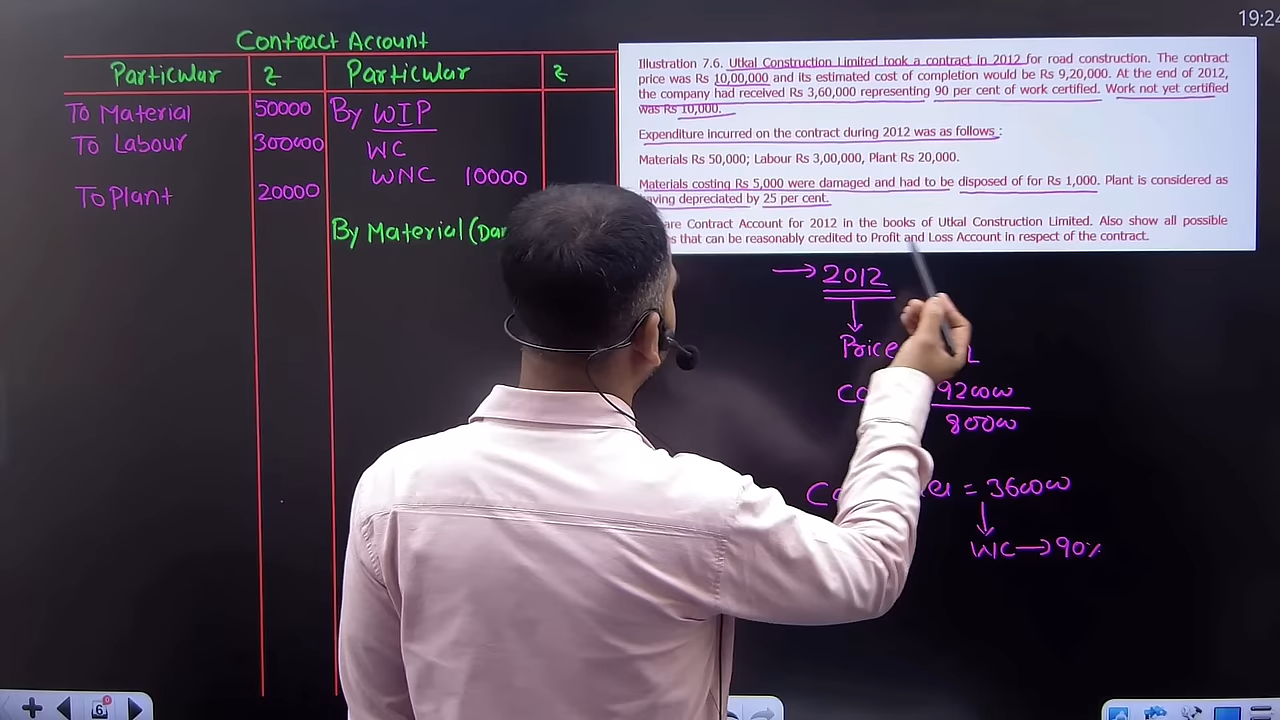 19:24
Contract Account
Particular ₹ Particular ₹
To Material 50000 By WIP
To Labour 300000 WC
WNC 10000
To Plant 20000
By Material (Dam
Illustration 7.6. Utkal Construction Limited took a contract in 2012 for road construction. The contract
price was Rs 10,00,000 and its estimated cost of completion would be Rs 9,20,000. At the end of 2012,
the company had received Rs 3,60,000 representing 90 per cent of work certified. Work not yet certified
was Rs 10,000.
Expenditure incurred on the contract during 2012 was as follows :
Materials Rs 50,000; Labour Rs 3,00,000, Plant Rs 20,000.
Materials costing Rs 5,000 were damaged and had to be disposed of for Rs 1,000. Plant is considered as
having depreciated by 25 per cent.
are Contract Account for 2012 in the books of Utkal Construction Limited. Also show all possible
s that can be reasonably credited to Profit and Loss Account in respect of the contract.
→ 2012
Price L
Co 920000
80000
= 360000
WC → 90%
6